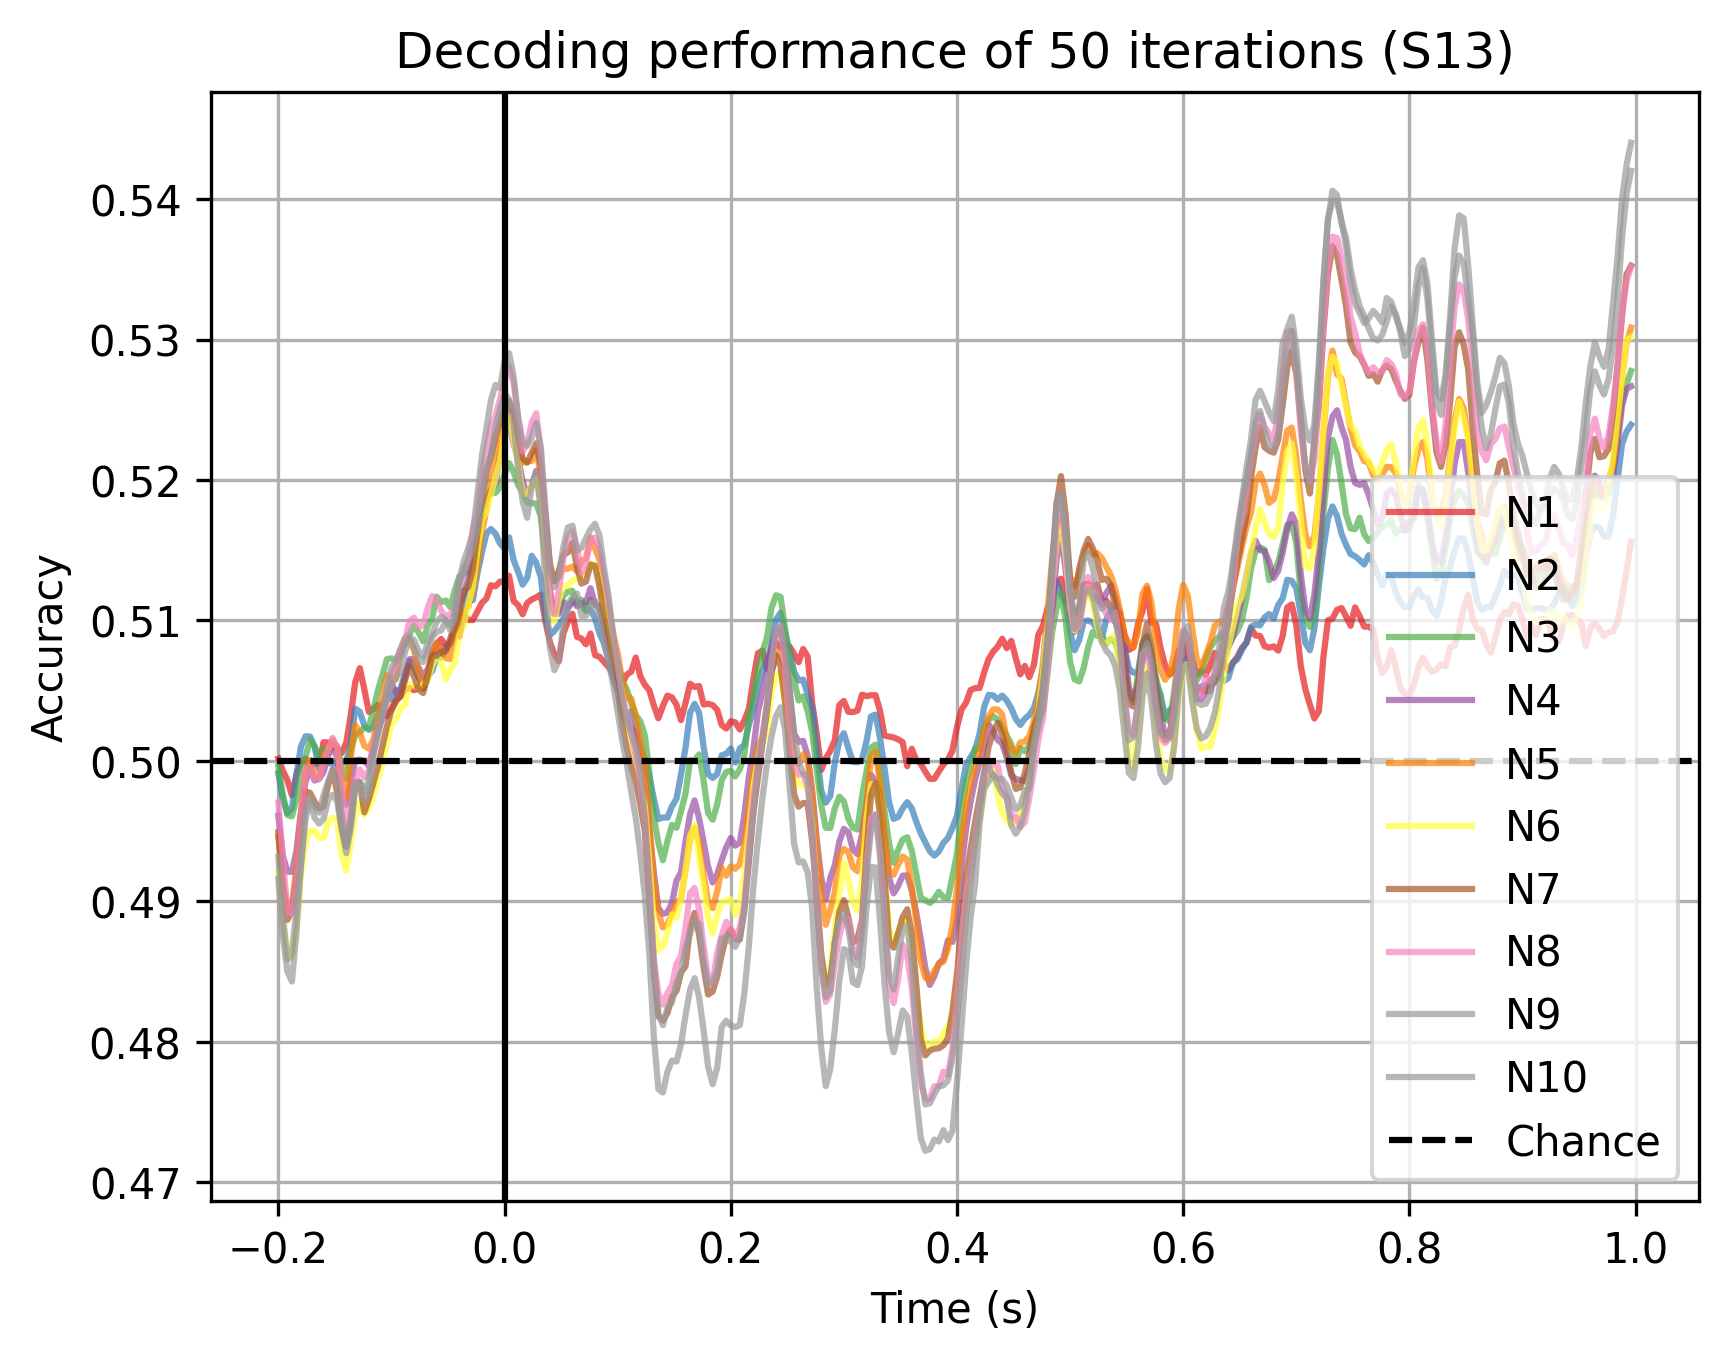 Decoding performance of 50 iterations (S13)
Accuracy
0.54
0.53
0.52
0.51
0.50
0.49
0.48
0.47
N1
N2
N3
N4
N5
N6
N7
N8
N9
N10
Chance
−0.2 0.0 0.2 0.4 0.6 0.8 1.0
Time (s)